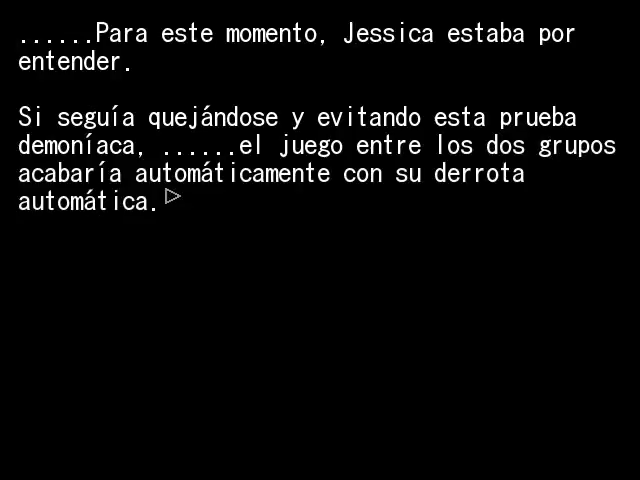 ......Para este momento, Jessica estaba por
entender.
Si seguía quejándose y evitando esta prueba
demoníaca, ......el juego entre los dos grupos
acabaría automáticamente con su derrota
automática.